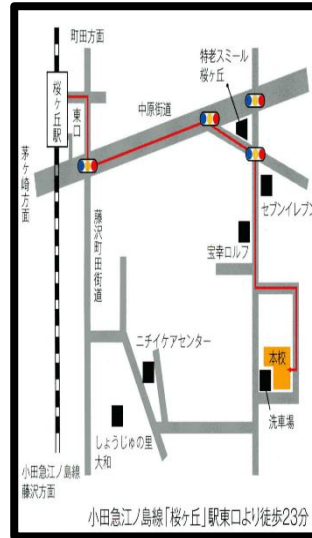 町田方面
桜ヶ丘駅
東口
中原街道
特老スミール
桜ヶ丘
茅ヶ崎方面
藤沢町田街道
セブンイレブン
宝幸ロルフ
ニチイケアセンター
本校
洗車場
しょうじゅの里
大和
小田急江ノ島線
藤沢方面
小田急江ノ島線「桜ヶ丘」駅東口より徒歩23分